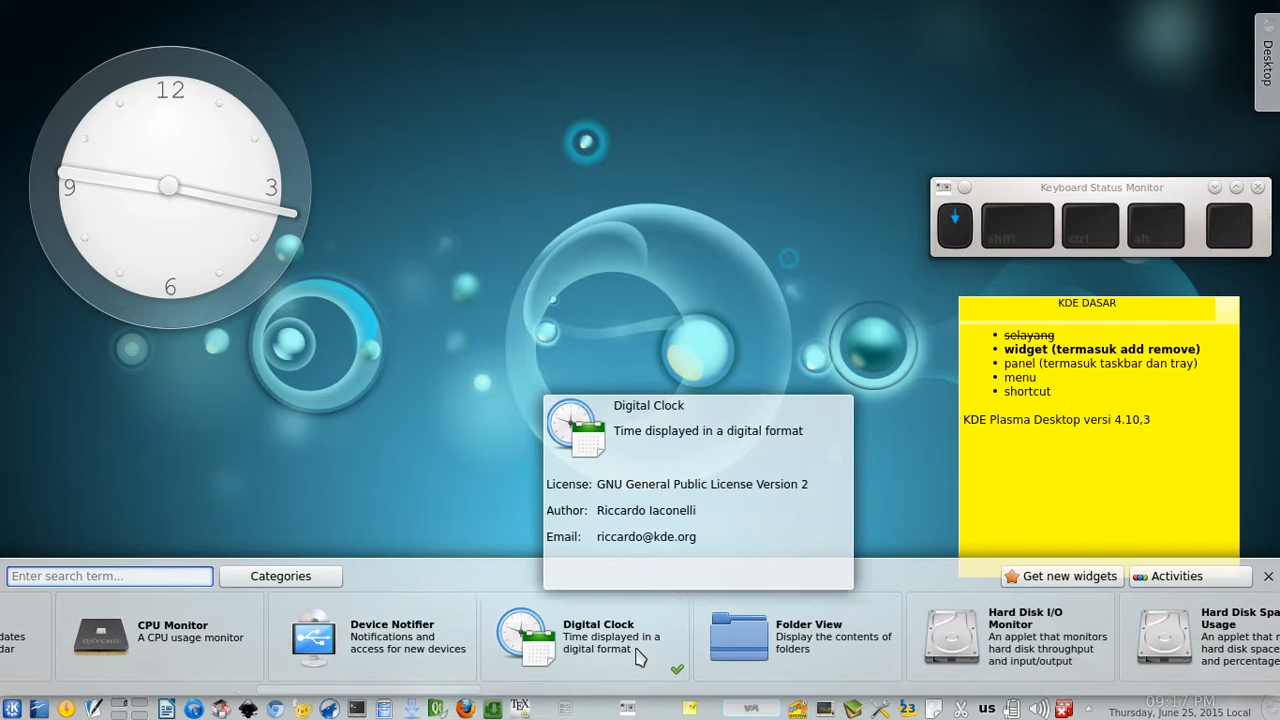 12
9
3
6
Desktop
Keyboard Status Monitor
shift
ctrl
alt
KDE DASAR
• selayang
• widget (termasuk add remove)
• panel (termasuk taskbar dan tray)
• menu
• shortcut
KDE Plasma Desktop versi 4.10,3
Digital Clock
Time displayed in a digital format
License: GNU General Public License Version 2
Author: Riccardo Iaconelli
Email: riccardo@kde.org
Enter search term...
Categories
Get new widgets
Activities
dates
dar
CPU Monitor
A CPU usage monitor
Device Notifier
Notifications and
access for new devices
Digital Clock
Time displayed in a
digital format
Folder View
Display the contents of
folders
Hard Disk I/O
Monitor
An applet that monitors
hard disk throughput
and input/output
Hard Disk Spa
Usage
An applet that m
hard disk space
and percentage
us
09:17 PM
Thursday, June 25, 2015 Local